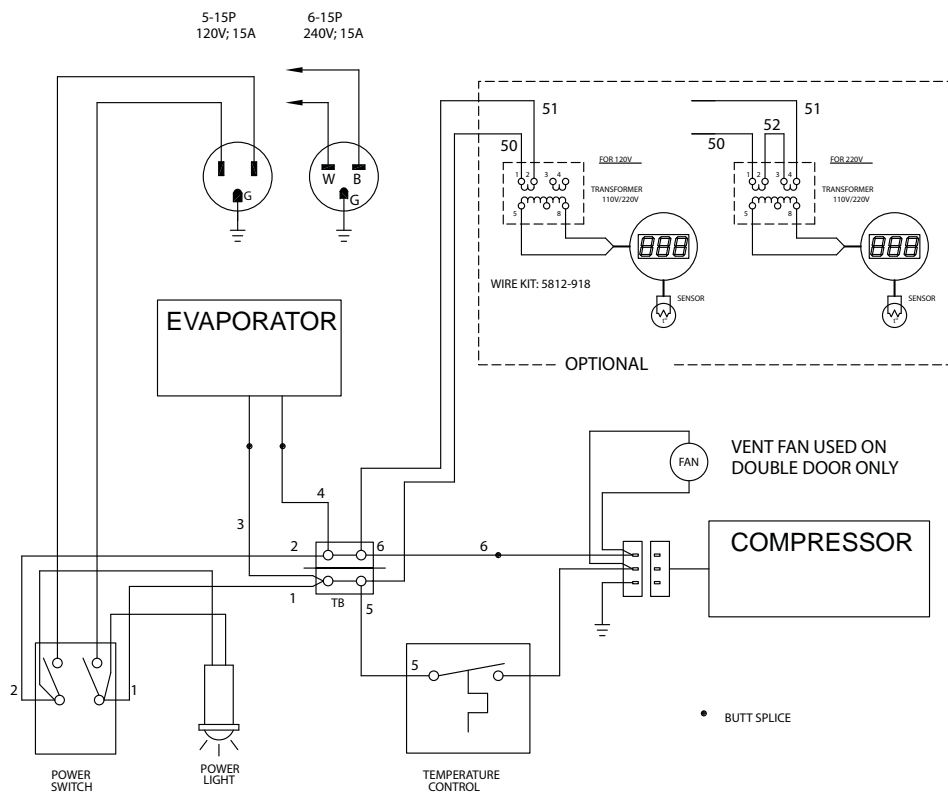 5-15P
120V; 15A
6-15P
240V; 15A
W
B
G
G
51
50
51
52
50
FOR 120V
FOR 220V
1 2 3 4
1 2 3 4
TRANSFORMER
110V/220V
TRANSFORMER
110V/220V
5 8
5 8
888
888
WIRE KIT: 5812-918
SENSOR
SENSOR
t°
t°
OPTIONAL
EVAPORATOR
VENT FAN USED ON
DOUBLE DOOR ONLY
FAN
COMPRESSOR
4
3
2
6
6
1
TB
5
5
2
1
BUTT SPLICE
POWER
SWITCH
POWER
LIGHT
TEMPERATURE
CONTROL